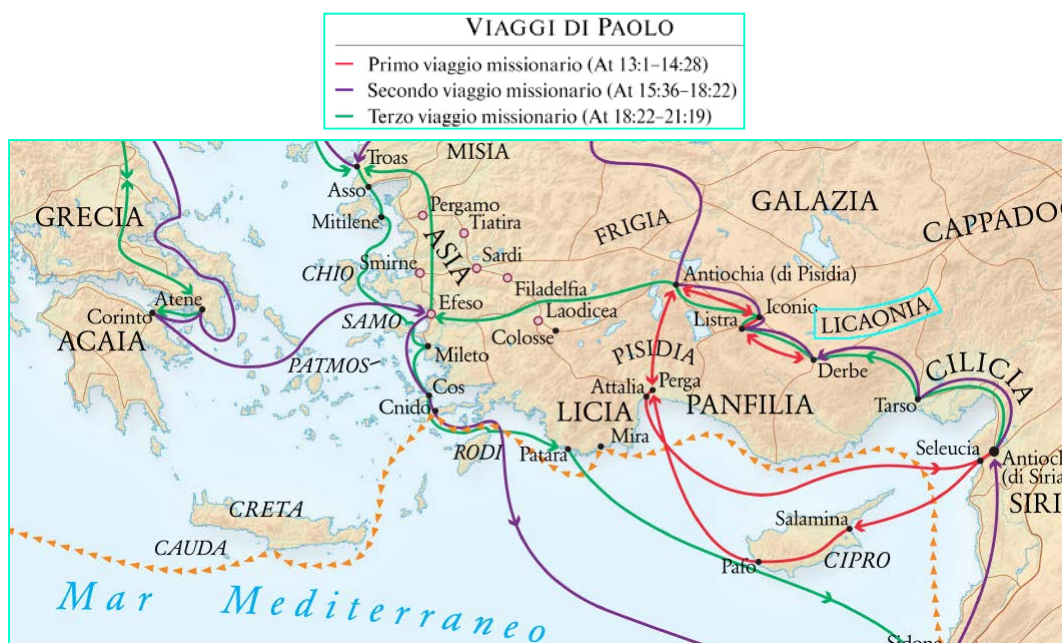 VIAGGI DI PAOLO
Primo viaggio missionario (At 13:1–14:28)
Secondo viaggio missionario (At 15:36–18:22)
Terzo viaggio missionario (At 18:22–21:19)
Troas
MISIA
Asso
Mitilene
Pergamo
Tiatira
GRECIA
ASIA
FRIGIA
GALAZIA
CAPPADOC
CHIO
Smirne
Sardi
Filadelfia
Antiochia (di Pisidia)
Atene
Corinto
Efeso
Laodicea
Iconio
Listra
LICAONIA
SAMO
Colosse
ACAIA
PATMOS
Mileto
PISIDIA
Derbe
CILICIA
Cos
Attalia
Perga
Tarso
Cnido
LICIA
PANFILIA
Mira
RODI
Patara
Seleucia
Antioch
(di Siria
SIRI
CRETA
Salamina
CAUDA
Pafo
CIPRO
Mar Mediterraneo
Sidone